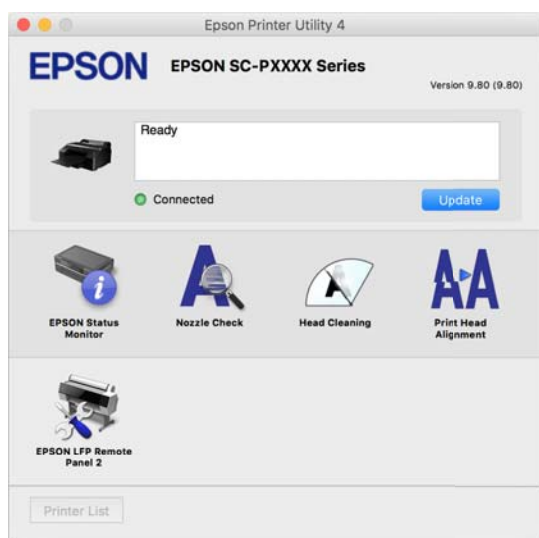 Epson Printer Utility 4
EPSON
EPSON SC-PXXXX Series
Version 9.80 (9.80)
Ready
Connected
Update
EPSON Status
Monitor
Nozzle Check
Head Cleaning
Print Head
Alignment
EPSON LFP Remote
Panel 2
Printer List